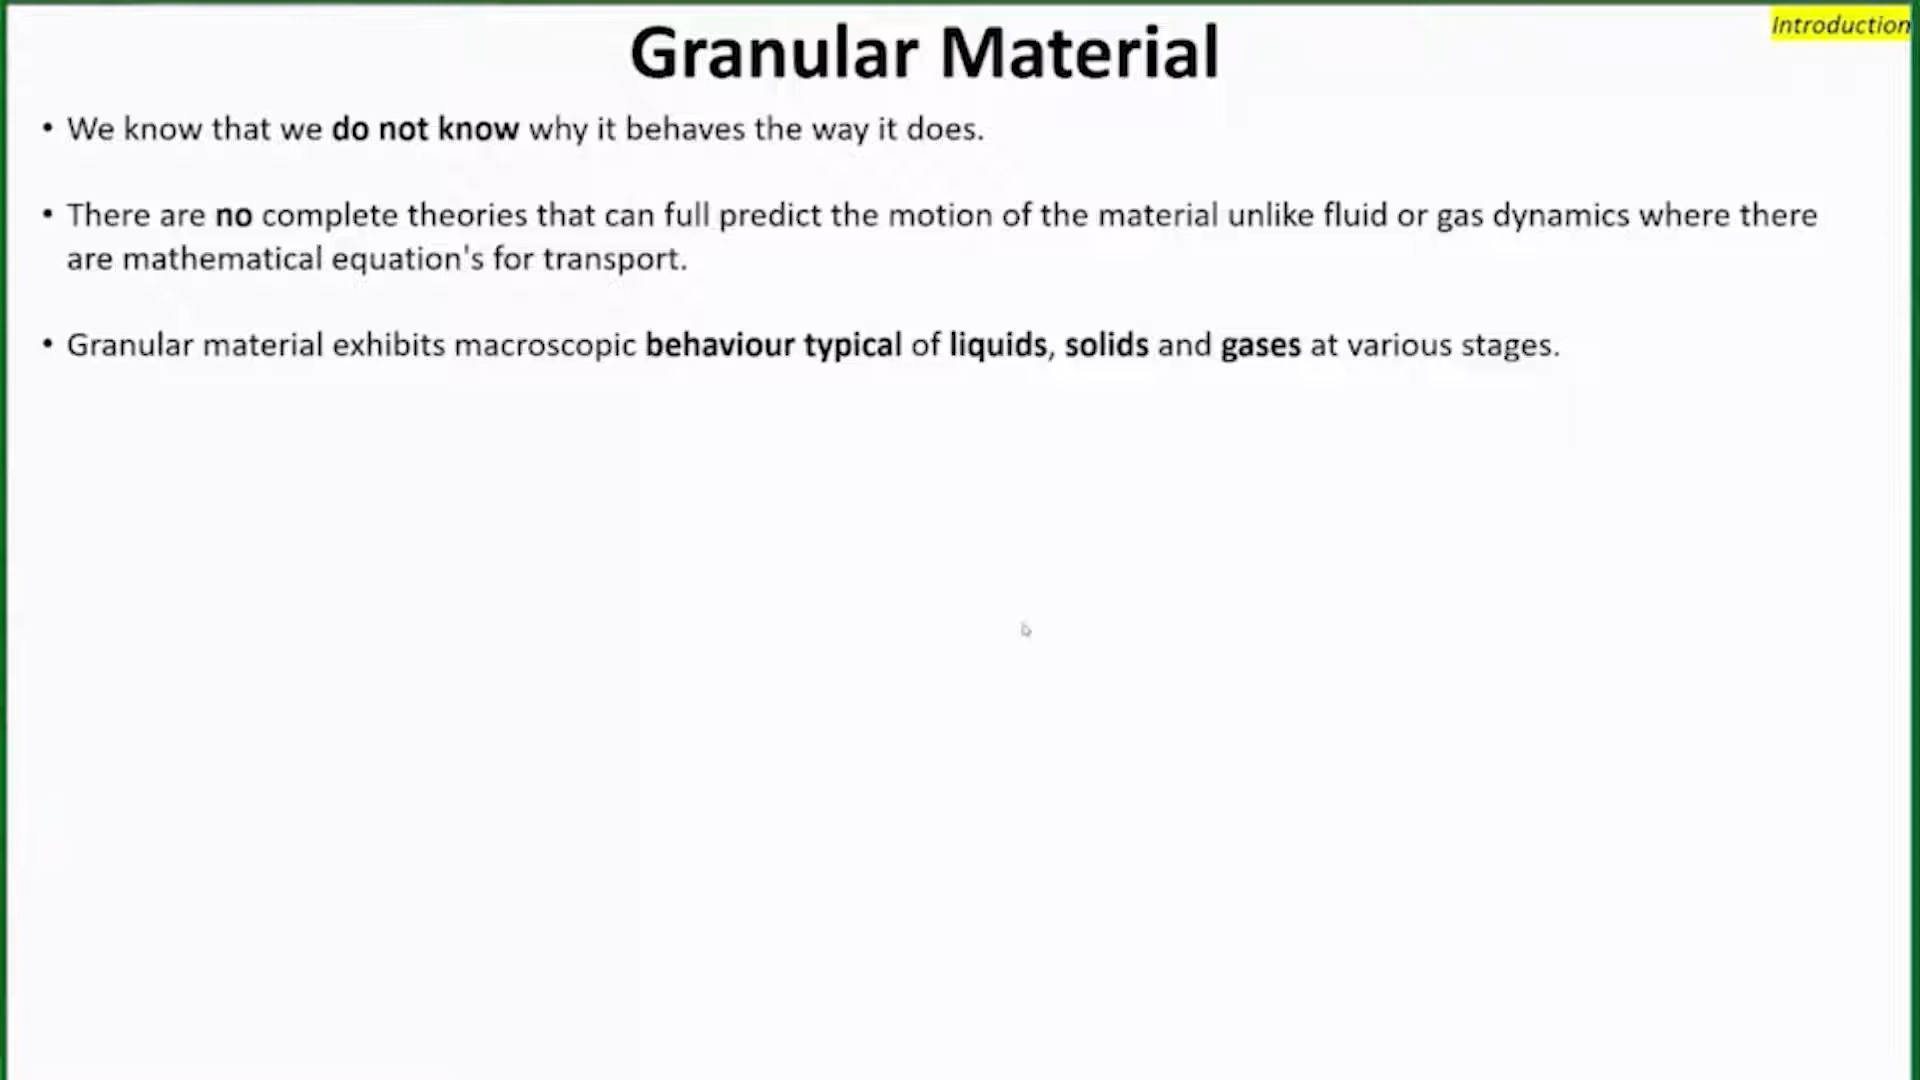 Introduction
Granular Material
• We know that we do not know why it behaves the way it does.
• There are no complete theories that can full predict the motion of the material unlike fluid or gas dynamics where there
are mathematical equation's for transport.
• Granular material exhibits macroscopic behaviour typical of liquids, solids and gases at various stages.